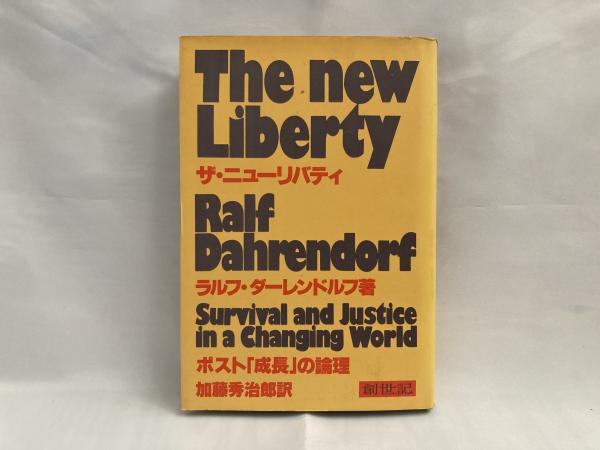 The new
Liberty
ザ・ニューリバティ
Ralf
Dahrendorf
ラルフ・ダーレンドルフ著
Survival and Justice
in a Changing World
ポスト「成長」の論理
加藤秀治郎訳
創世記